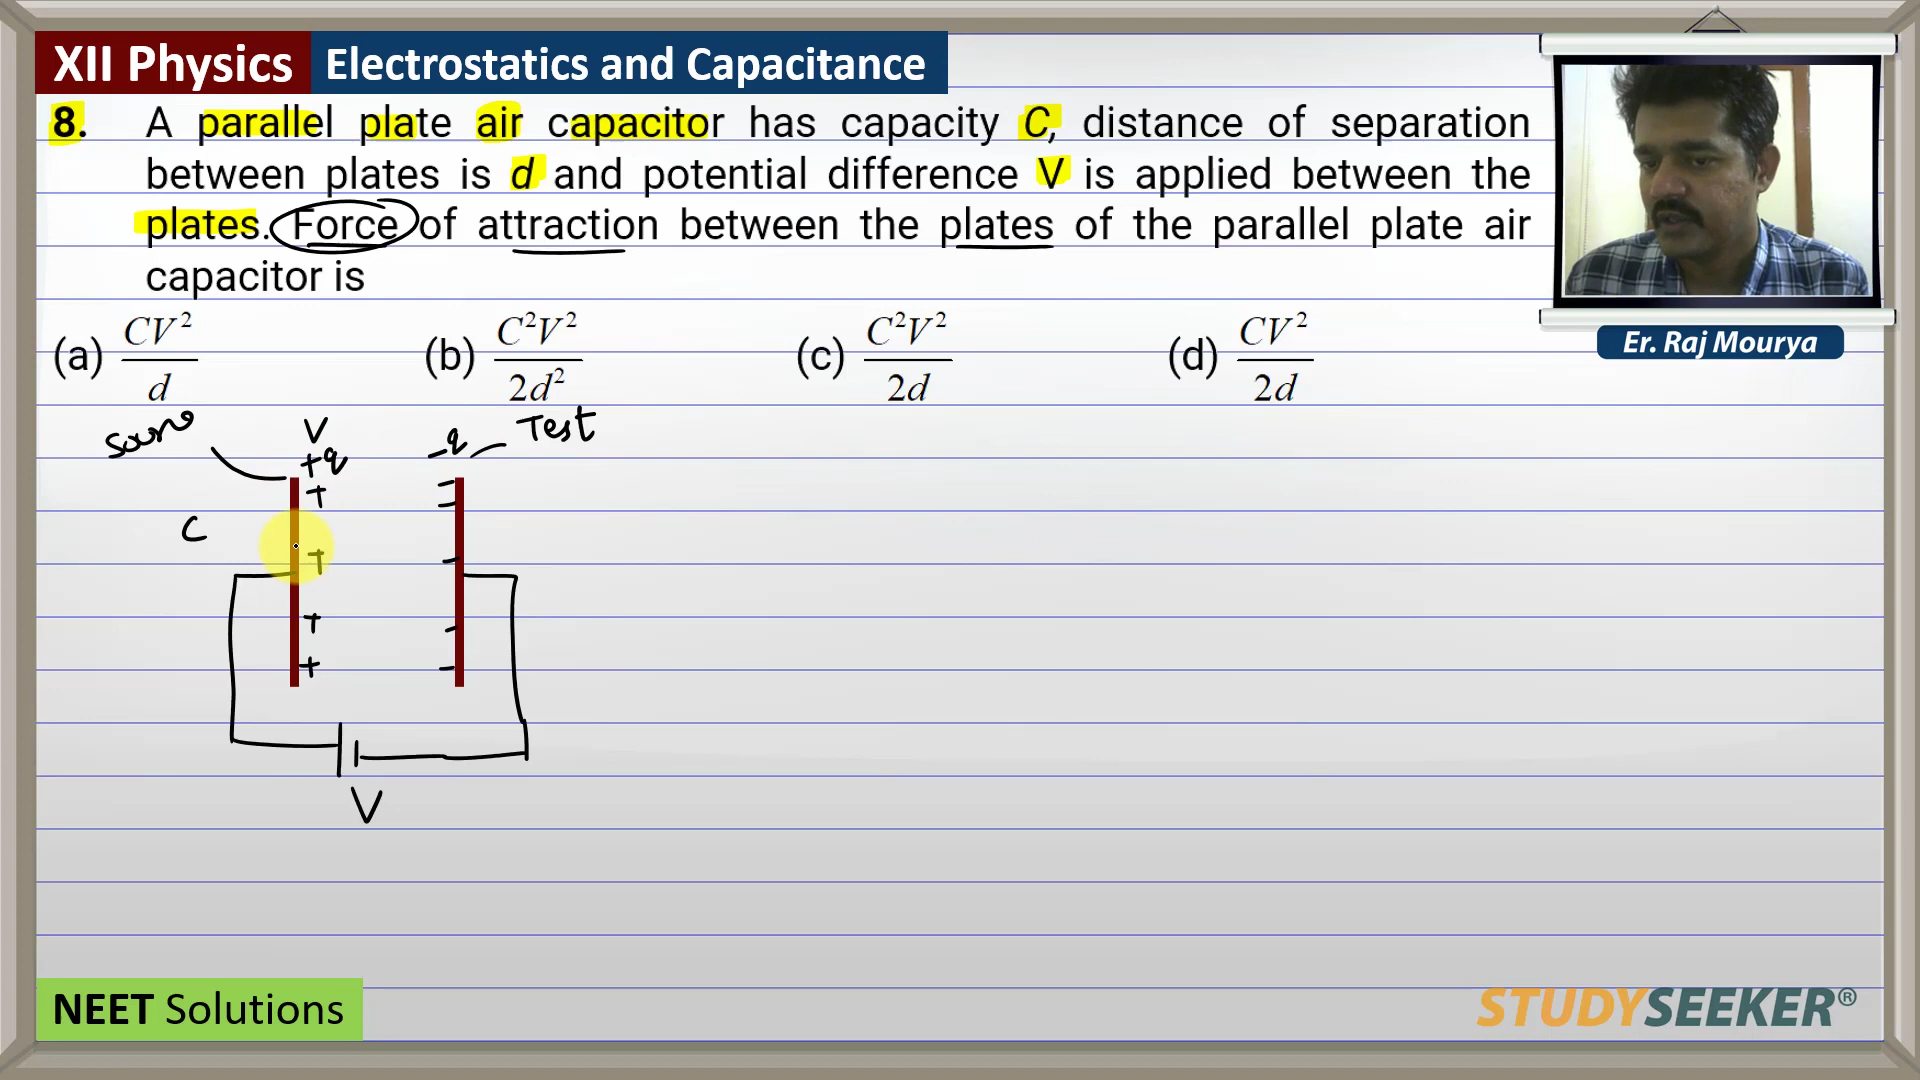 XII Physics Electrostatics and Capacitance
8. A parallel plate air capacitor has capacity C, distance of separation
between plates is d and potential difference V is applied between the
plates. Force of attraction between the plates of the parallel plate air
capacitor is
(a) CV²/d (b) C²V²/2d² (c) C²V²/2d (d) CV²/2d
Er. Raj Mourya
V -q Test
+q
+ -
-
C
+ -
+ -
+ -
V
NEET Solutions
STUDYSEEKER®